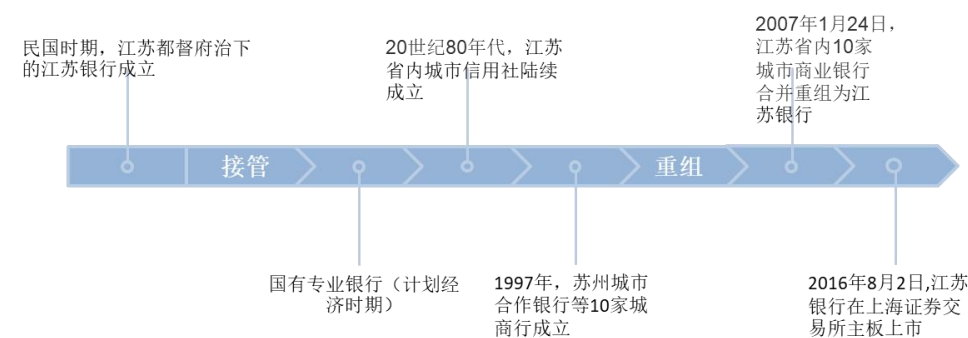 民国时期，江苏都督府治下
的江苏银行成立
20世纪80年代，江苏
省内城市信用社陆续
成立
2007年1月24日，
江苏省内10家
城市商业银行
合并重组为江
苏银行
接管
重组
国有专业银行（计划经
济时期）
1997年，苏州城市
合作银行等10家城
商行成立
2016年8月2日,江苏
银行在上海证券交
易所主板上市